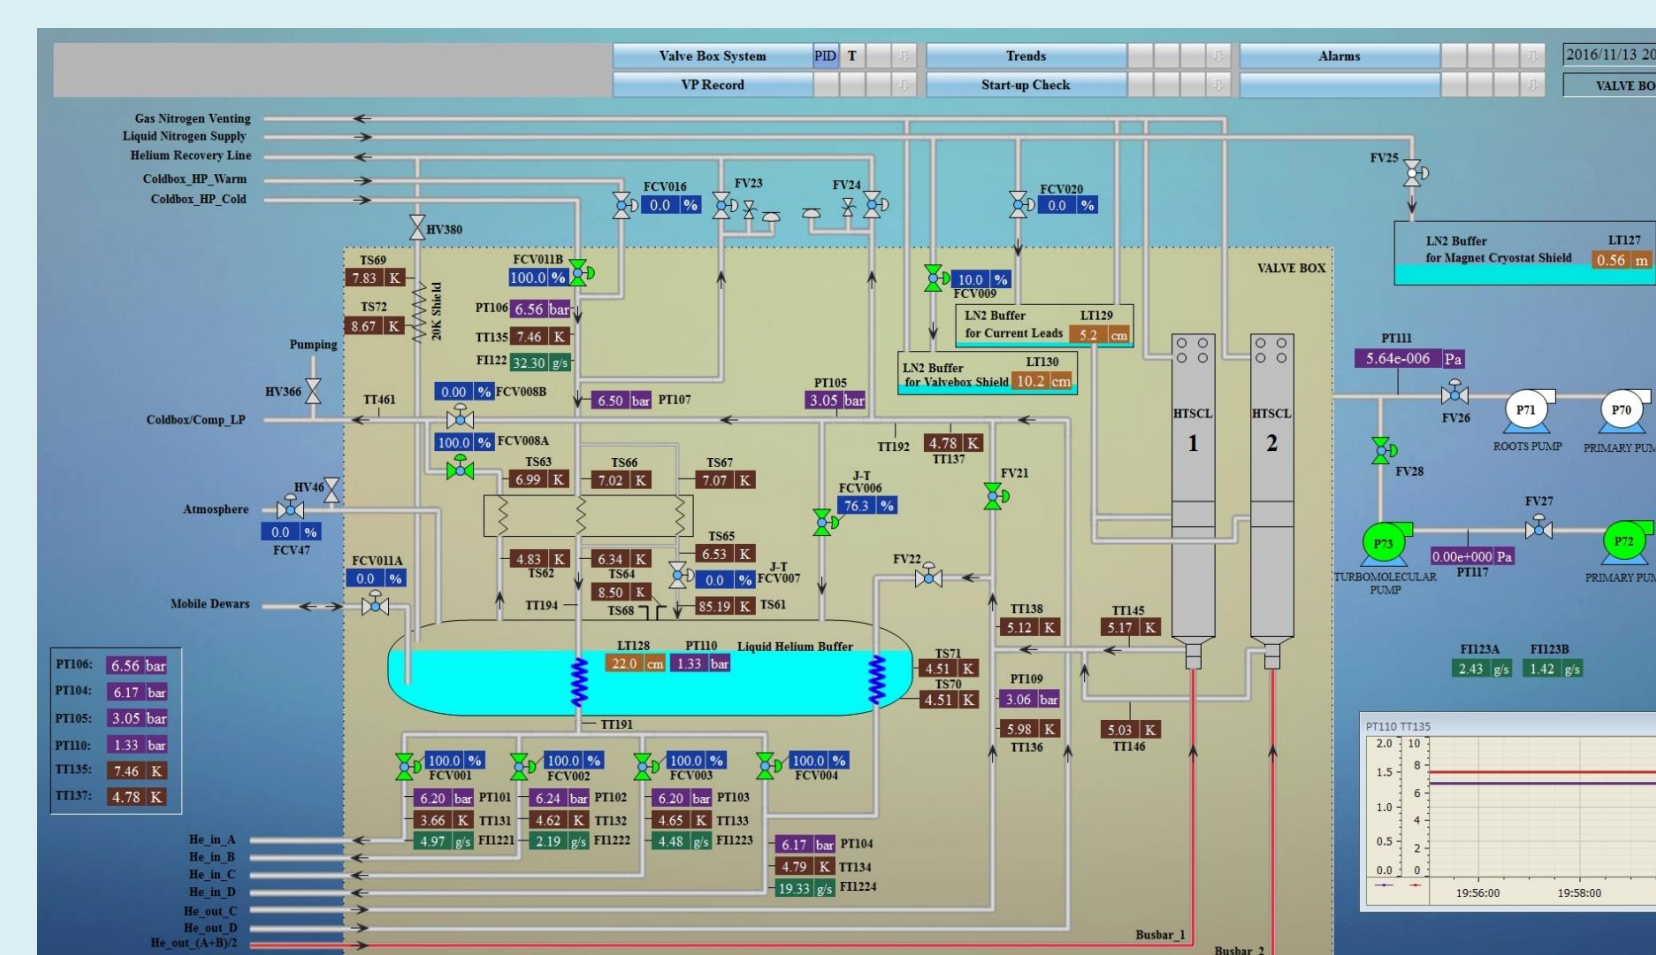 Valve Box System PID T Trends Alarms 2016/11/13 20
VP Record Start-up Check VALVE BO
Gas Nitrogen Venting
Liquid Nitrogen Supply
Helium Recovery Line
Coldbox_HP_Warm
Coldbox_HP_Cold
HV380
FCV016
0.0 %
FV23
FV24
FCV020
0.0 %
FV25
LN2 Buffer LT127
for Magnet Cryostat Shield 0.56 m
VALVE BOX
TS69
7.83 K
TS72
8.67 K
20K Shield
FCV011B
100.0 %
PT106 6.56 bar
TT135 7.46 K
FI122 32.30 g/s
10.0 %
FCV009
LN2 Buffer LT129
for Current Leads 5.2 cm
LN2 Buffer LT130
for Valvebox Shield 10.2 cm
Pumping
HV366
TT461
0.00 % FCV008B
6.50 bar PT107
PT105
3.05 bar
Coldbox/Comp_LP
100.0 % FCV008A
TT192
4.78 K
TT137
HTSCL
1
HTSCL
2
PT111
5.64e-006 Pa
FV26
P71
P70
ROOTS PUMP
PRIMARY PUM
FV28
TS63
6.99 K
TS66
7.02 K
TS67
7.07 K
J-T
FCV006
76.3 %
FV21
HV46
Atmosphere
0.0 %
FCV47
FV27
P73
P72
0.00e+000 Pa
PT117
TURBOMOLECULAR
PUMP
PRIMARY PUM
FCV011A
0.0 %
4.83 K
TS62
6.34 K
TS64
8.50 K
TS68
TS65
6.53 K
J-T
0.0 % FCV007
85.19 K TS61
FV22
Mobile Dewars
TT194
TT138
5.12 K
TT145
5.17 K
LT128
22.0 cm
PT110
1.33 bar
Liquid Helium Buffer
TS71
4.51 K
TS70
4.51 K
PT109
3.06 bar
5.98 K
TT136
5.03 K
TT146
FI123A
2.43 g/s
FI123B
1.42 g/s
PT106: 6.56 bar
PT104: 6.17 bar
PT105: 3.05 bar
PT110: 1.33 bar
TT135: 7.46 K
TT137: 4.78 K
TT191
100.0 %
FCV001
100.0 %
FCV002
100.0 %
FCV003
100.0 %
FCV004
6.20 bar PT101
3.66 K TT131
4.97 g/s FI1221
6.24 bar PT102
4.62 K TT132
2.19 g/s FI1222
6.20 bar PT103
4.65 K TT133
4.48 g/s FI1223
6.17 bar PT104
4.79 K TT134
19.33 g/s FI1224
He_in_A
He_in_B
He_in_C
He_in_D
He_out_C
He_out_D
He_out_(A+B)/2
Busbar_1
Busbar_2
PT110 TT135
2.0 10
8
1.5
6
1.0
4
0.5
2
0.0 0
19:56:00 19:58:00